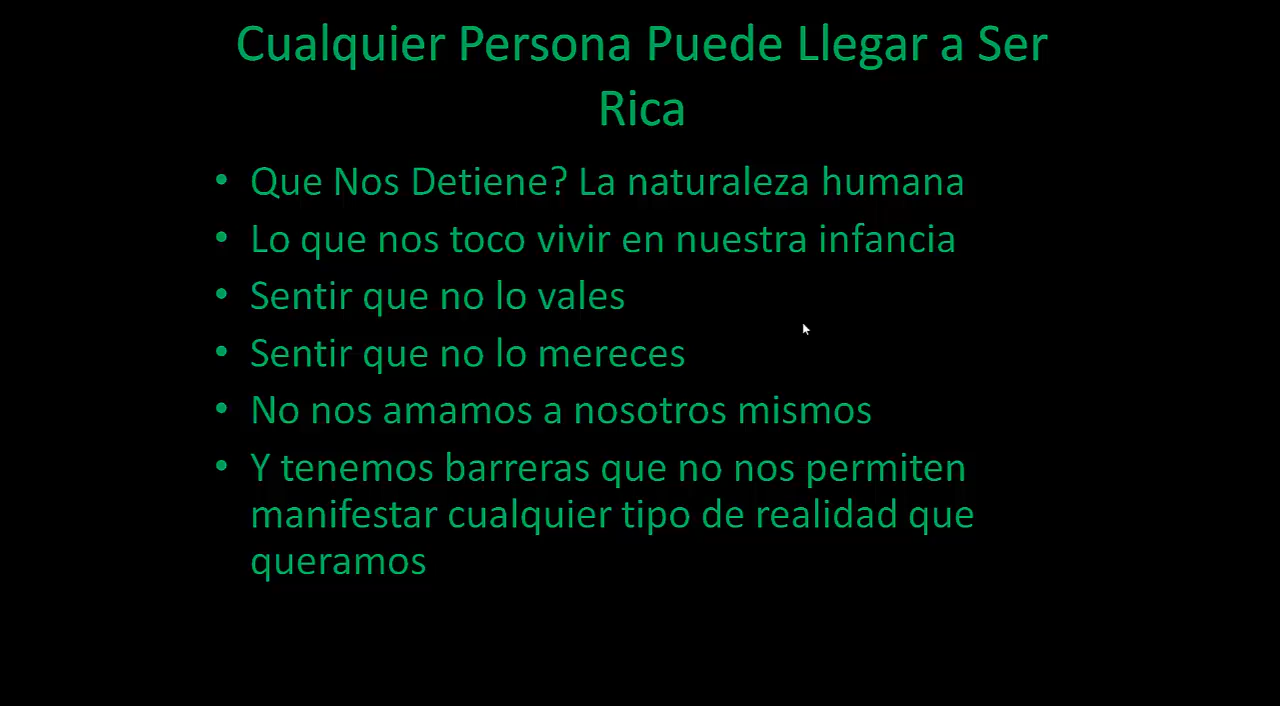 Cualquier Persona Puede Llegar a Ser
Rica
• Que Nos Detiene? La naturaleza humana
• Lo que nos toco vivir en nuestra infancia
• Sentir que no lo vales
• Sentir que no lo mereces
• No nos amamos a nosotros mismos
• Y tenemos barreras que no nos permiten
manifestar cualquier tipo de realidad que
queramos